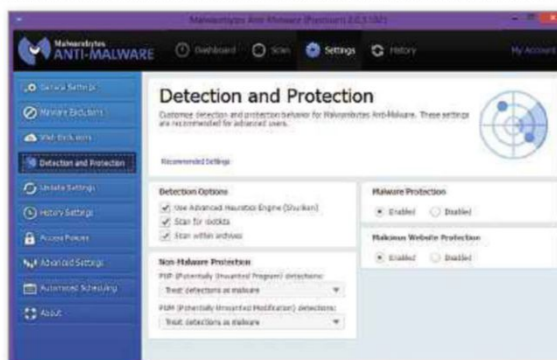 Malwarebytes Anti-Malware (Premium) 2.0.3.1025
Malwarebytes
ANTI-MALWARE
Dashboard
Scan
Settings
History
My Account
General Settings
Malware Exclusions
Web Exclusions
Detection and Protection
Update Settings
History Settings
Access Policies
Advanced Settings
Automated Scheduling
About
Detection and Protection
Customize detection and protection behavior for Malwarebytes Anti-Malware. These settings
are recommended for advanced users.
Recommended Settings
Detection Options
Use Advanced Heuristics Engine (Shuriken)
Scan for rootkits
Scan within archives
Non-Malware Protection
PUP (Potentially Unwanted Program) detections:
Treat detections as malware
PUM (Potentially Unwanted Modification) detections:
Treat detections as malware
Malware Protection
Enabled
Disabled
Malicious Website Protection
Enabled
Disabled